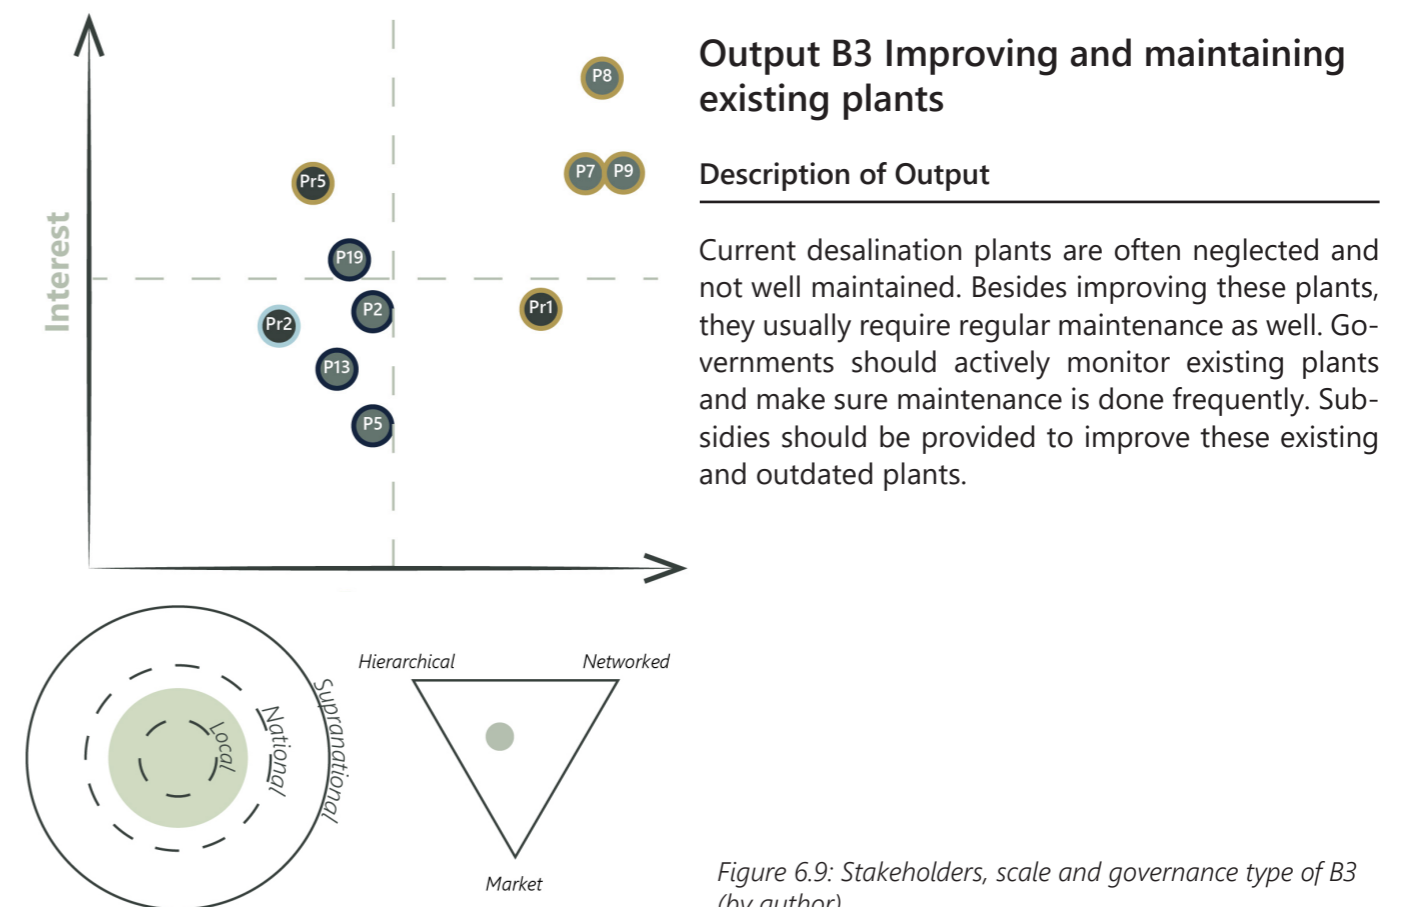 P8
P7
P9
Pr5
P19
P2
Pr1
Pr2
P13
P5
Interest
Hierarchical
Networked
Market
Local
National
Supranational
Output B3 Improving and maintaining
existing plants
Description of Output
Current desalination plants are often neglected and
not well maintained. Besides improving these plants,
they usually require regular maintenance as well. Go-
vernments should actively monitor existing plants
and make sure maintenance is done frequently. Sub-
sidies should be provided to improve these existing
and outdated plants.
Figure 6.9: Stakeholders, scale and governance type of B3
(by author)